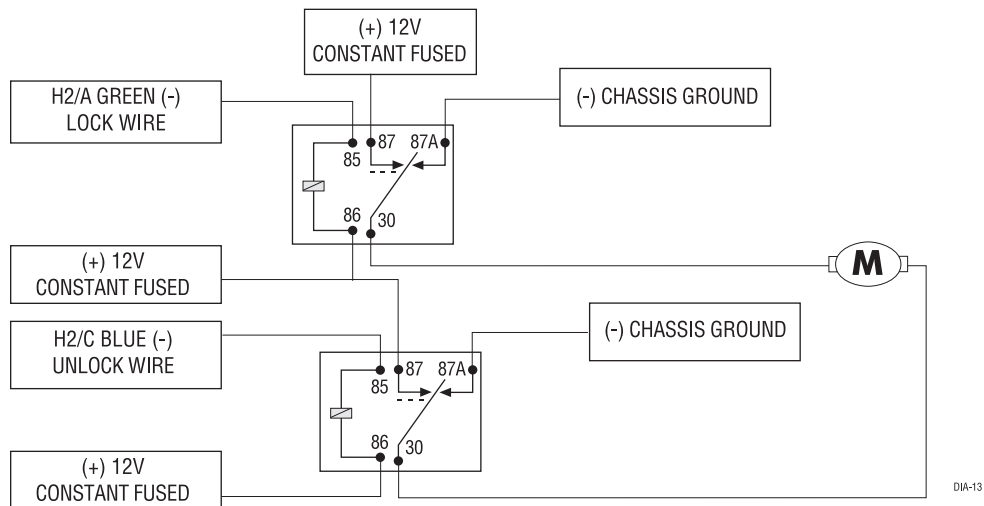 (+) 12V
CONSTANT FUSED
H2/A GREEN (-)
LOCK WIRE
(-) CHASSIS GROUND
85
87
87A
86
30
(+) 12V
CONSTANT FUSED
M
H2/C BLUE (-)
UNLOCK WIRE
(-) CHASSIS GROUND
85
87
87A
86
30
(+) 12V
CONSTANT FUSED
DIA-13